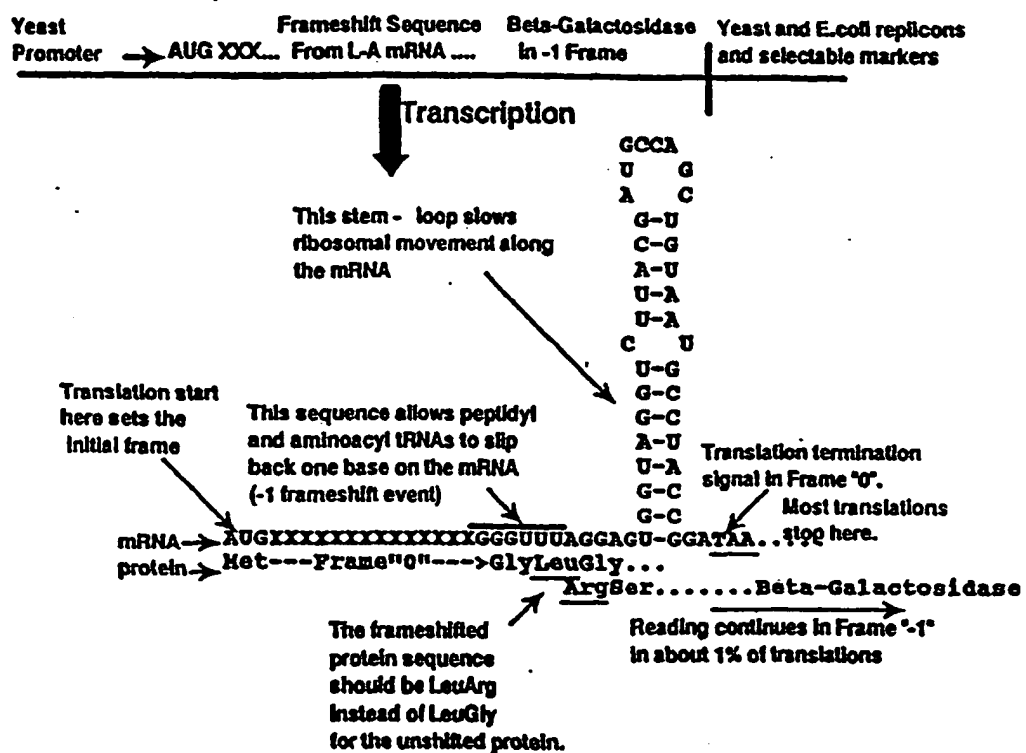 Yeast
Promoter
AUG XXX...
Frameshift Sequence
From L-A mRNA ....
Beta-Galactosidase
In -1 Frame
Yeast and E.coli replicons
and selectable markers
Transcription
GCCA
U G
A C
G-U
C-G
A-U
U-A
U-A
C U
U-G
G-C
G-C
A-U
U-A
G-C
G-C
This stem - loop slows
ribosomal movement along
the mRNA
Translation start
here sets the
initial frame
This sequence allows peptidyl
and aminoacyl tRNAs to slip
back one base on the mRNA
(-1 frameshift event)
Translation termination
signal in Frame "0".
Most translations
stop here.
mRNA AUGXXXXXXXXXXXXXXXGGGUUUAGGAGU-GGATAA.....
protein Met---Frame"0"--->GlyLeuGly...
ArgSer.......Beta-Galactosidase
The frameshifted
protein sequence
should be LeuArg
instead of LeuGly
for the unshifted protein.
Reading continues in Frame "-1"
in about 1% of translations